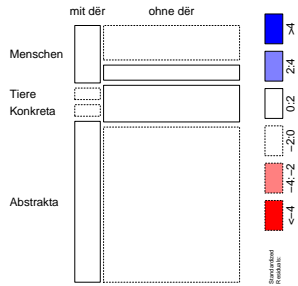 mit dër ohne dër
Menschen
Tiere
Konkreta
Abstrakta
>4
2:4
0:2
−2:0
−4:−2
<−4
Standardized
Residuals: